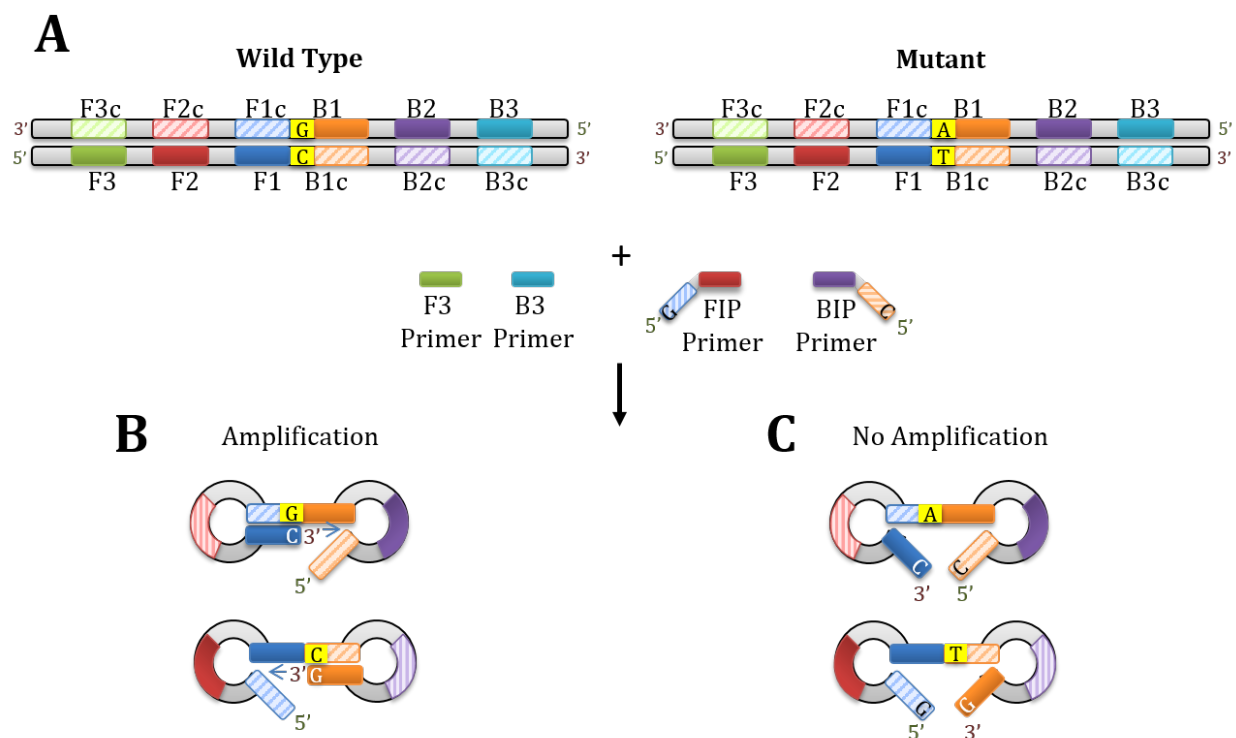 A
Wild Type
Mutant
F3c F2c F1c B1 B2 B3
3’ G 5’
5’ C 3’
F3 F2 F1 B1c B2c B3c
F3c F2c F1c B1 B2 B3
3’ A 5’
5’ T 3’
F3 F2 F1 B1c B2c B3c
+
F3 Primer
B3 Primer
G 5’ FIP Primer
BIP Primer C 5’
B
Amplification
G
C 3’
5’
C
3’ G
5’
C
No Amplification
A
C C
3’ 5’
T
G G
5’ 3’